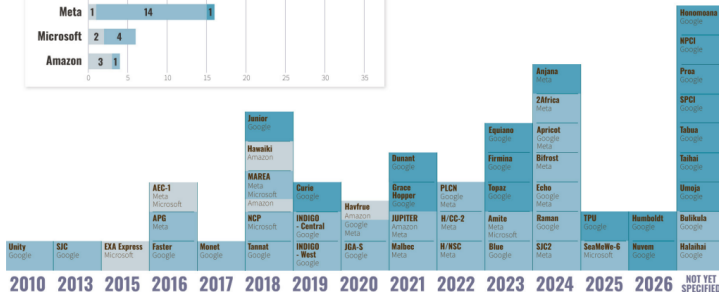 Meta 1 14 1
Microsoft 2 4
Amazon 3 1
0 5 10 15 20 25 30 35
Unity
Google
2010
SJC
Google
2013
EXA Express
Microsoft
2015
AEC-1
Meta
Microsoft
APG
Meta
Faster
Google
2016
Monet
Google
2017
Junior
Google
Hawaiki
Amazon
MAREA
Meta
Microsoft
Amazon
NCP
Microsoft
Tannat
Google
2018
Curie
Google
INDIGO
- Central
Google
INDIGO
- West
Google
2019
Havfrue
Amazon
Google
Meta
JGA-S
Google
2020
Dunant
Google
Grace
Hopper
Google
JUPITER
Amazon
Meta
Malbec
Meta
2021
PLCN
Google
Meta
H/CC-2
Meta
H/NSC
Meta
2022
Equiano
Google
Firmina
Google
Topaz
Google
Amitie
Meta
Microsoft
Blue
Google
2023
Anjana
Meta
2Africa
Meta
Apricot
Google
Meta
Bifrost
Meta
Echo
Google
Meta
Raman
Google
SJC2
Meta
2024
TPU
Google
SeaMeWe-6
Microsoft
2025
Humboldt
Google
Nuvem
Google
2026
Honomoana
Google
NPCI
Google
Proa
Google
SPCI
Google
Tabua
Google
Taihei
Google
Umoja
Google
Bulikula
Google
Halaihai
Google
NOT YET
SPECIFIED